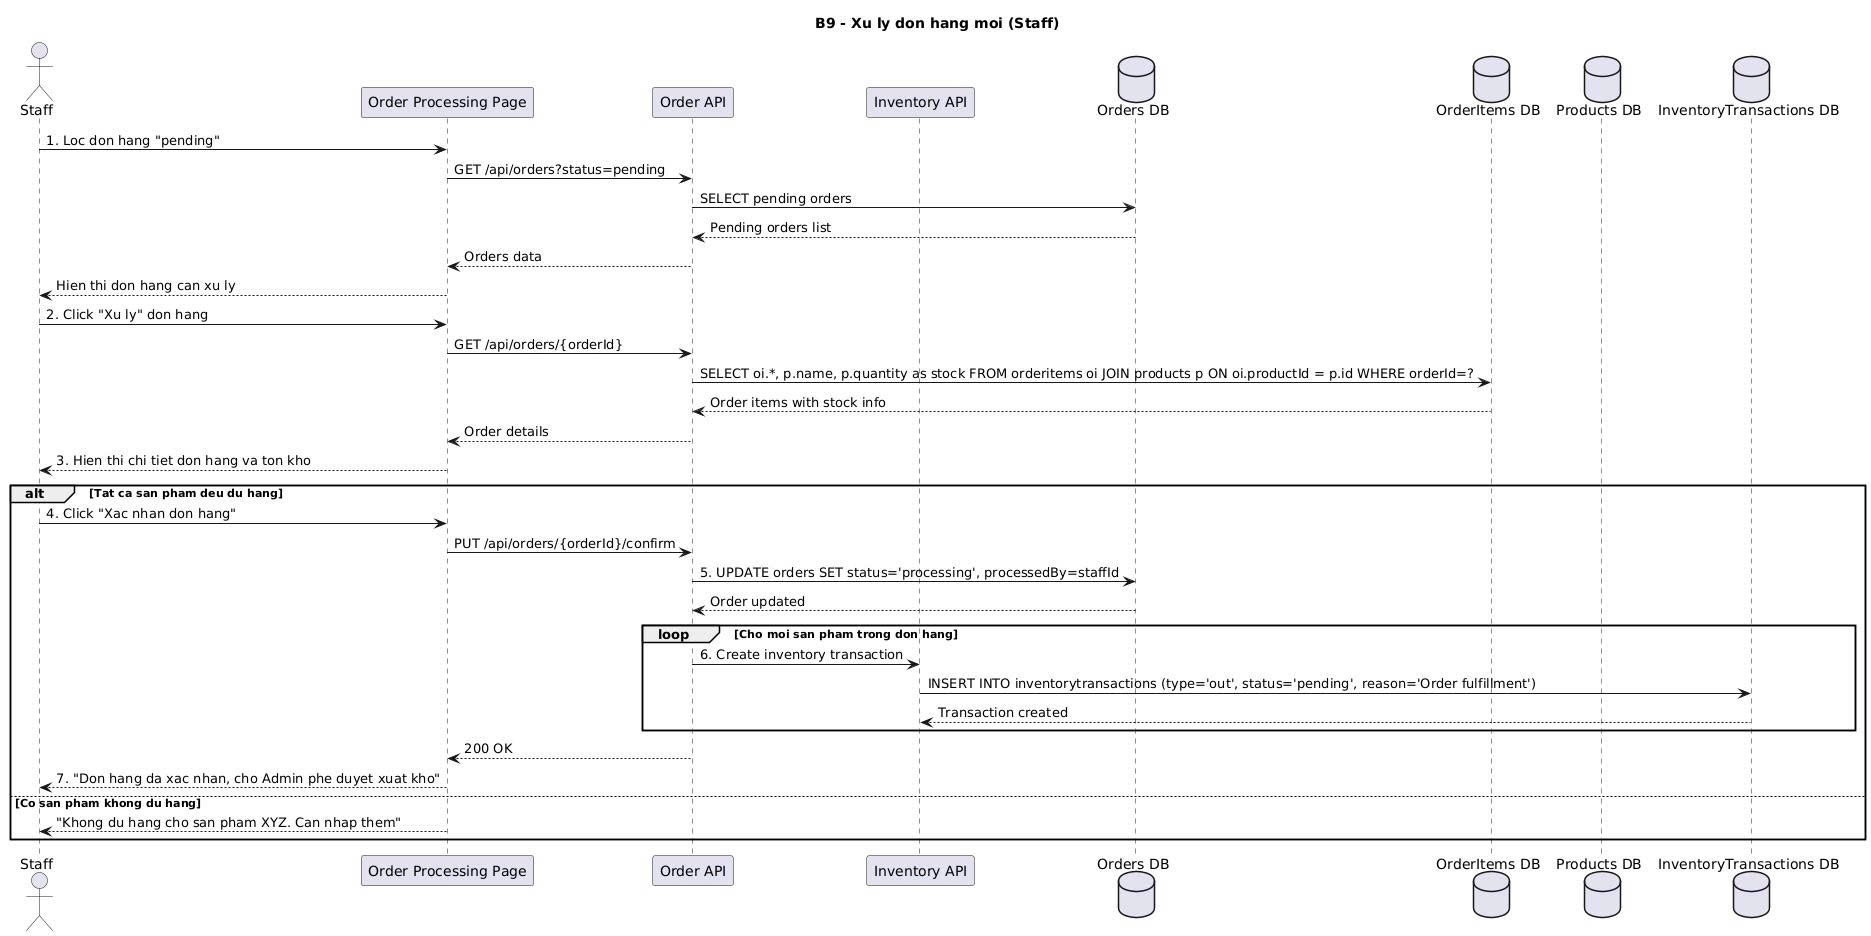 B9 - Xu ly don hang moi (Staff)
Staff
Order Processing Page
Order API
Inventory API
Orders DB
OrderItems DB
Products DB
InventoryTransactions DB
1. Loc don hang "pending"
GET /api/orders?status=pending
SELECT pending orders
Pending orders list
Orders data
Hien thi don hang can xu ly
2. Click "Xu ly" don hang
GET /api/orders/{orderId}
SELECT oi.*, p.name, p.quantity as stock FROM orderitems oi JOIN products p ON oi.productId = p.id WHERE orderId=?
Order items with stock info
Order details
3. Hien thi chi tiet don hang va ton kho
alt [Tat ca san pham deu du hang]
4. Click "Xac nhan don hang"
PUT /api/orders/{orderId}/confirm
5. UPDATE orders SET status='processing', processedBy=staffId
Order updated
loop [Cho moi san pham trong don hang]
6. Create inventory transaction
INSERT INTO inventorytransactions (type='out', status='pending', reason='Order fulfillment')
Transaction created
200 OK
7. "Don hang da xac nhan, cho Admin phe duyet xuat kho"
[Co san pham khong du hang]
"Khong du hang cho san pham XYZ. Can nhap them"
Staff
Order Processing Page
Order API
Inventory API
Orders DB
OrderItems DB
Products DB
InventoryTransactions DB